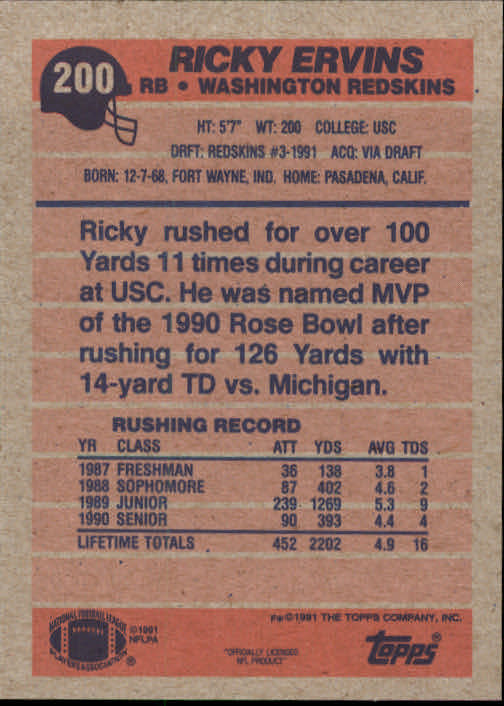 200
RICKY ERVINS
RB • WASHINGTON REDSKINS
HT: 5'7" WT: 200 COLLEGE: USC
DRFT: REDSKINS #3-1991 ACQ: VIA DRAFT
BORN: 12-7-68, FORT WAYNE, IND. HOME: PASADENA, CALIF.
Ricky rushed for over 100
Yards 11 times during career
at USC. He was named MVP
of the 1990 Rose Bowl after
rushing for 126 Yards with
14-yard TD vs. Michigan.
RUSHING RECORD
YR CLASS ATT YDS AVG TDS
1987 FRESHMAN 36 138 3.8 1
1988 SOPHOMORE 87 402 4.6 2
1989 JUNIOR 239 1269 5.3 9
1990 SENIOR 90 393 4.4 4
LIFETIME TOTALS 452 2202 4.9 16
NATIONAL FOOTBALL LEAGUE
PLAYERS ASSOCIATION ®
©1991
NFLPA
©1991 THE TOPPS COMPANY, INC.
"OFFICIALLY LICENSED
NFL PRODUCT"
topps®